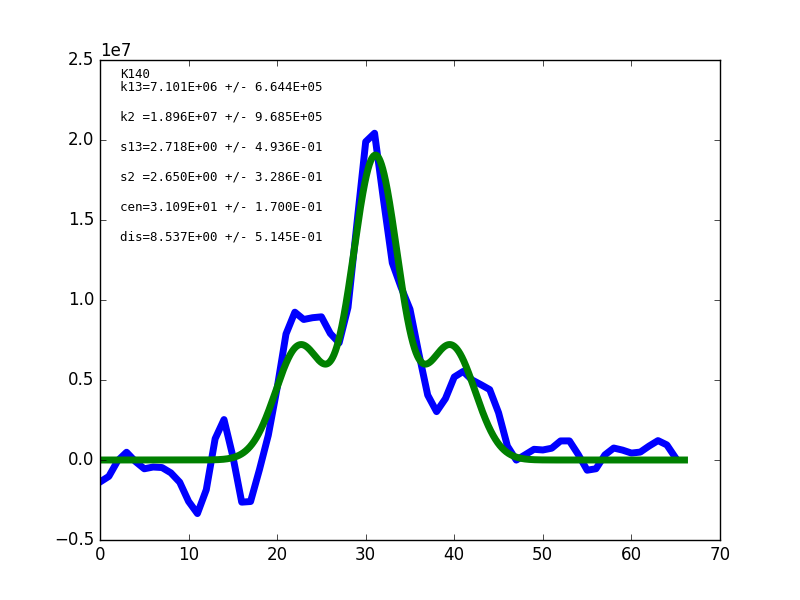 1e7
K140
k13=7.101E+06 +/- 6.644E+05
k2 =1.896E+07 +/- 9.685E+05
s13=2.718E+00 +/- 4.936E-01
s2 =2.650E+00 +/- 3.286E-01
cen=3.109E+01 +/- 1.700E-01
dis=8.537E+00 +/- 5.145E-01
2.5
2.0
1.5
1.0
0.5
0.0
−0.5
0 10 20 30 40 50 60 70